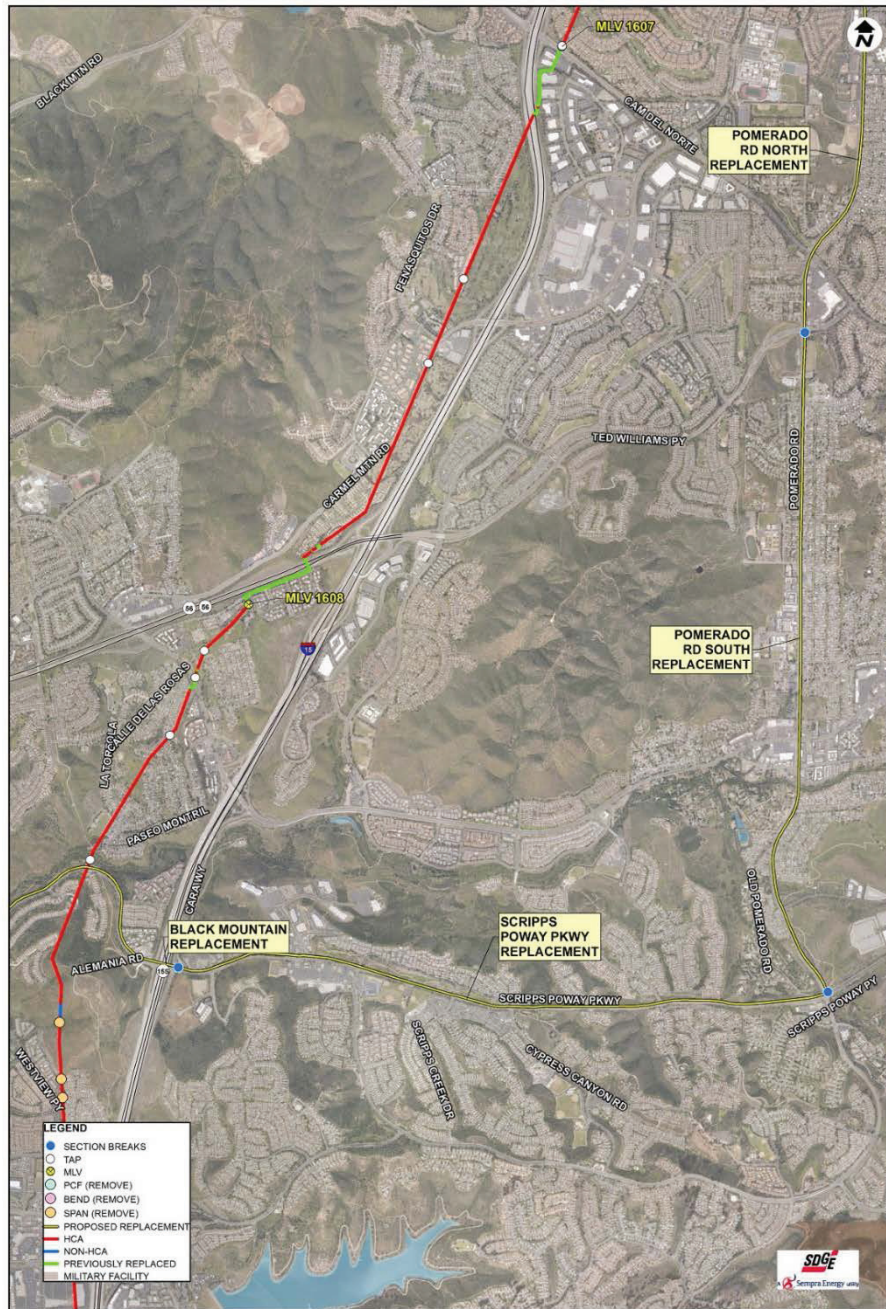 MLV 1607
N
BLACK MTN RD
CAM DEL NORTE
POMERADO
RD NORTH
REPLACEMENT
PENASQUITOS DR
TED WILLIAMS PY
POMERADO RD
CARMEL MTN RD
56 56
MLV 1608
15
POMERADO
RD SOUTH
REPLACEMENT
CALLE DE LAS ROSAS
LA TORTOLA
PASEO MONTRIL
CARA WY
OLD POMERADO RD
BLACK MOUNTAIN
REPLACEMENT
SCRIPPS
POWAY PKWY
REPLACEMENT
ALEMANIA RD
15S
SCRIPPS POWAY PKWY
SCRIPPS POWAY PY
WESTVIEW PY
SCRIPPS CREEK DR
CYPRESS CANYON RD
LEGEND
SECTION BREAKS
TAP
MLV
PCF (REMOVE)
BEND (REMOVE)
SPAN (REMOVE)
PROPOSED REPLACEMENT
HCA
NON-HCA
PREVIOUSLY REPLACED
MILITARY FACILITY
SDGE
A Sempra Energy utility